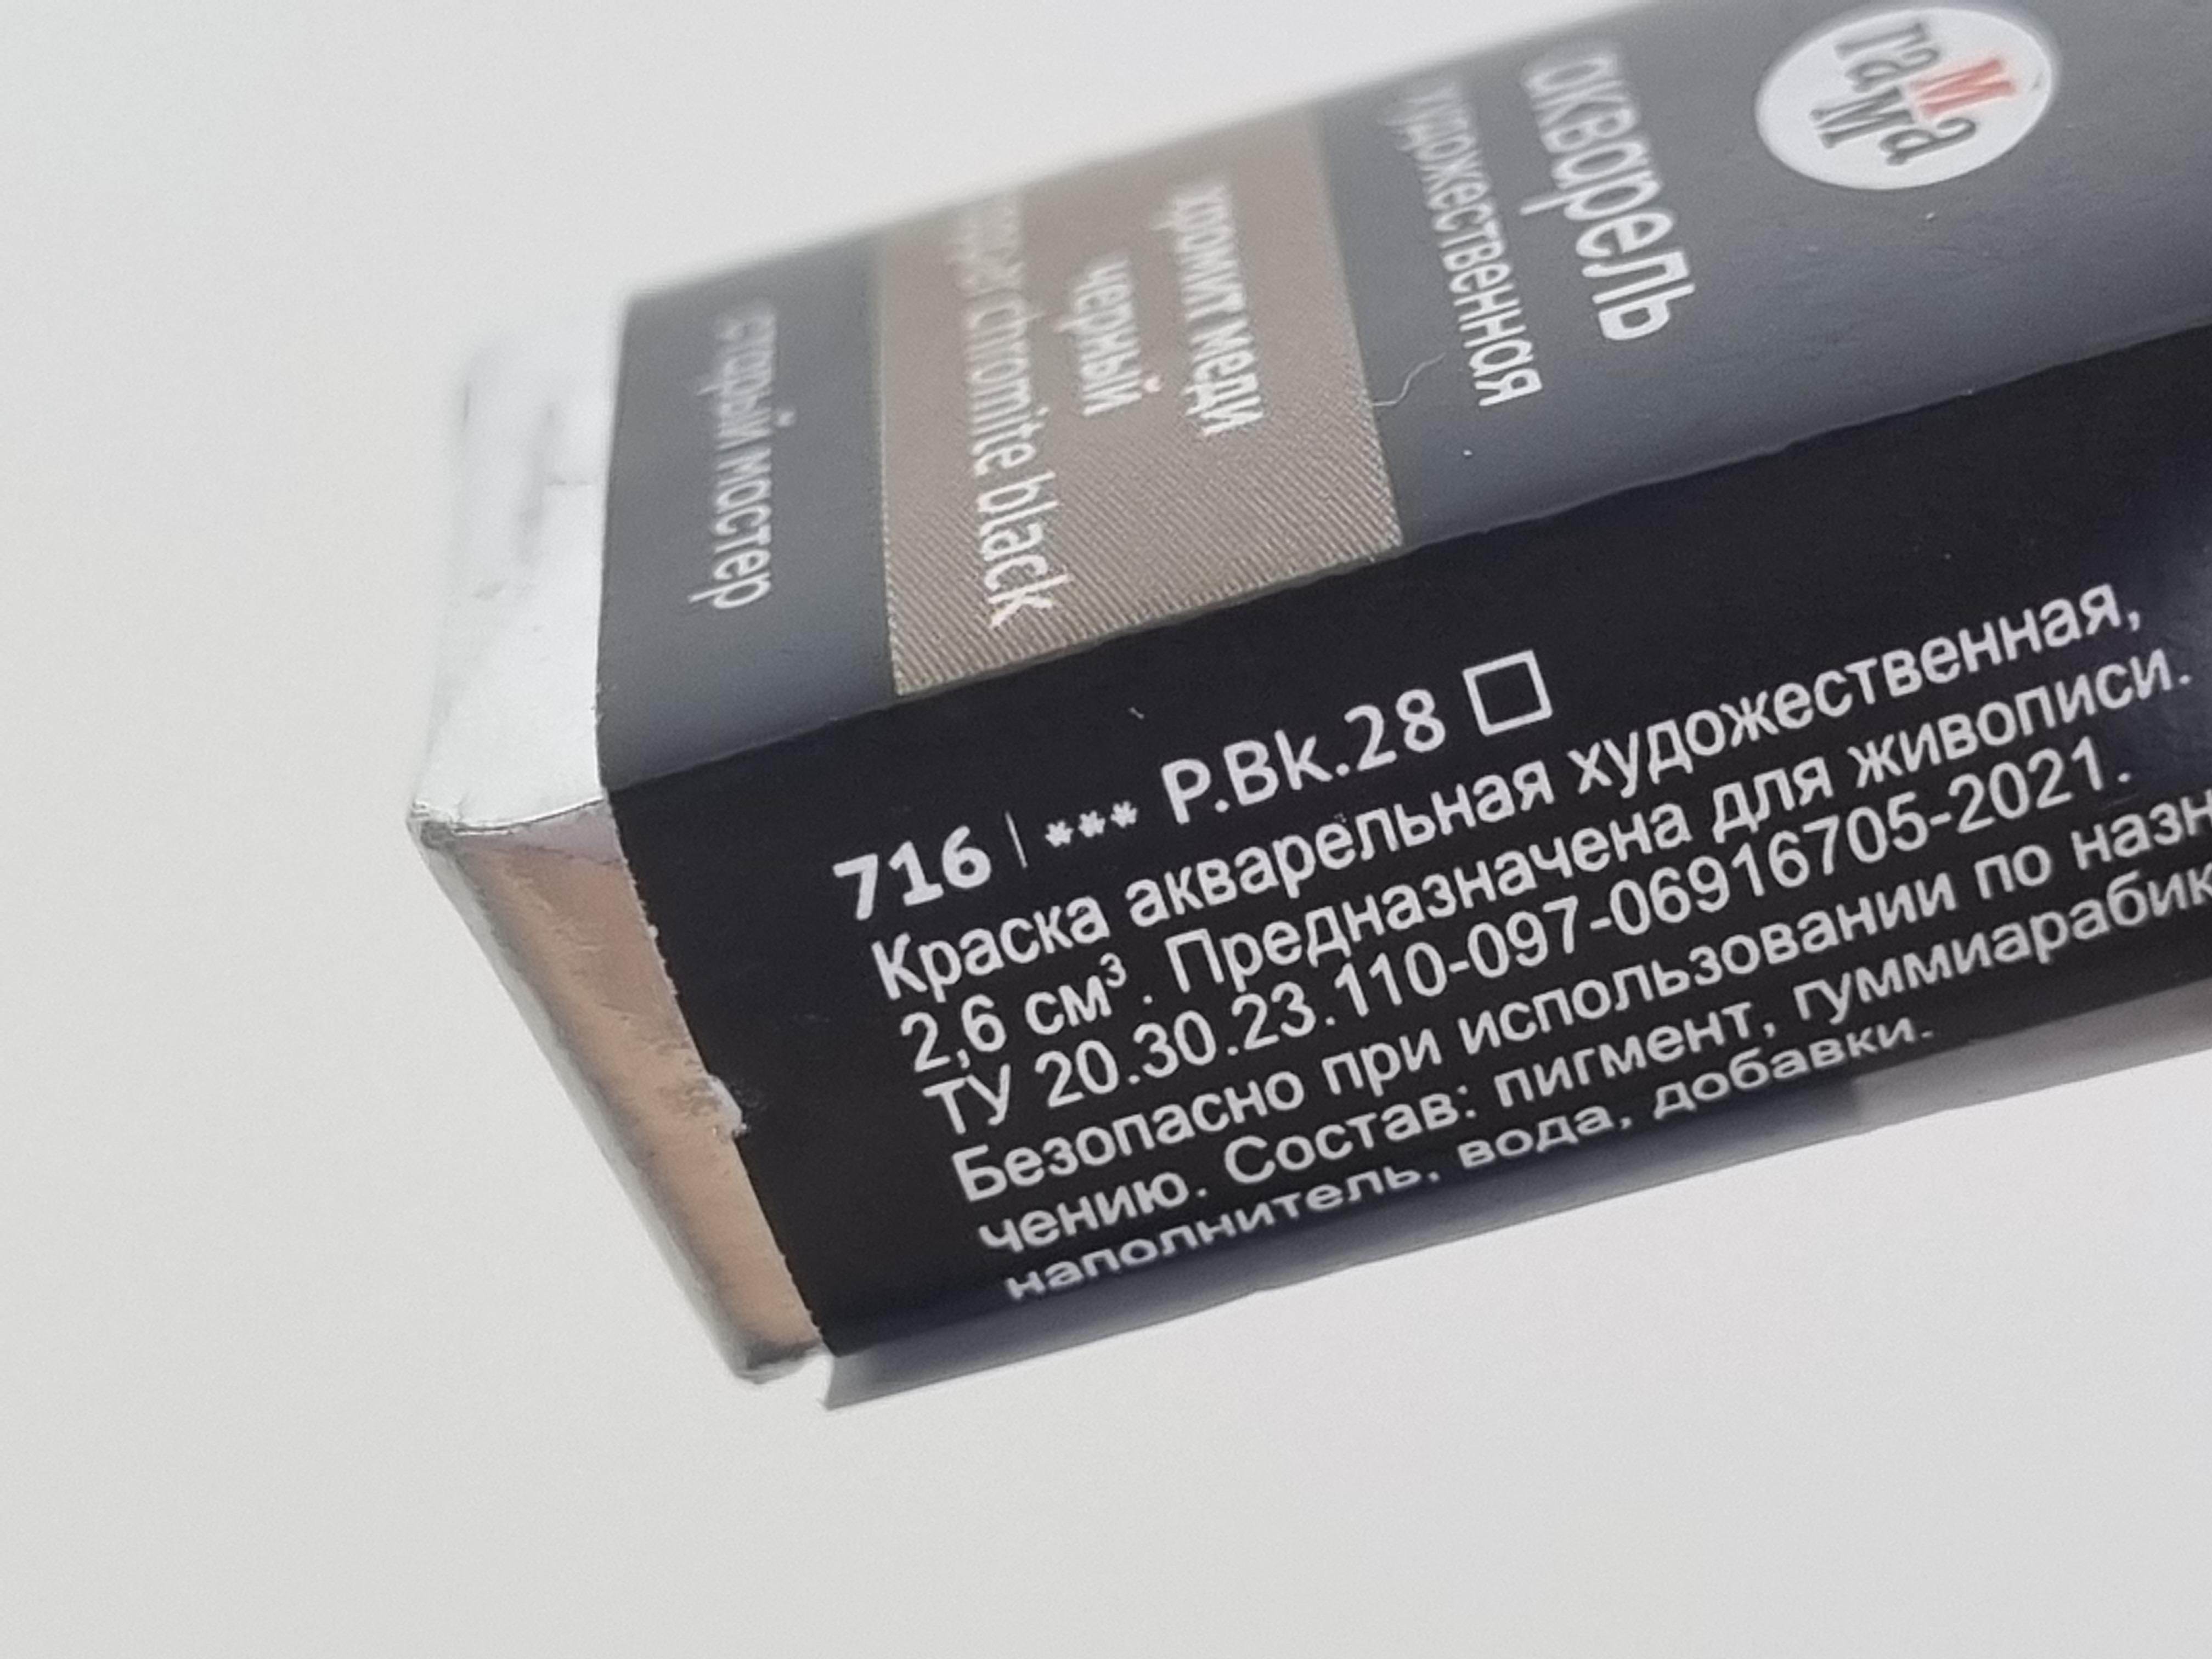 гамма
акварель
художественная
хромит меди
черный
copper chromite black
старый мастер
716 | *** P.Bk.28 □
Краска акварельная художественная,
2,6 см³. Предназначена для живописи.
ТУ 20.30.23.110-097-06916705-2021.
Безопасно при использовании по назн
чению. Состав: пигмент, гуммиарабик
наполнитель, вода, добавки.